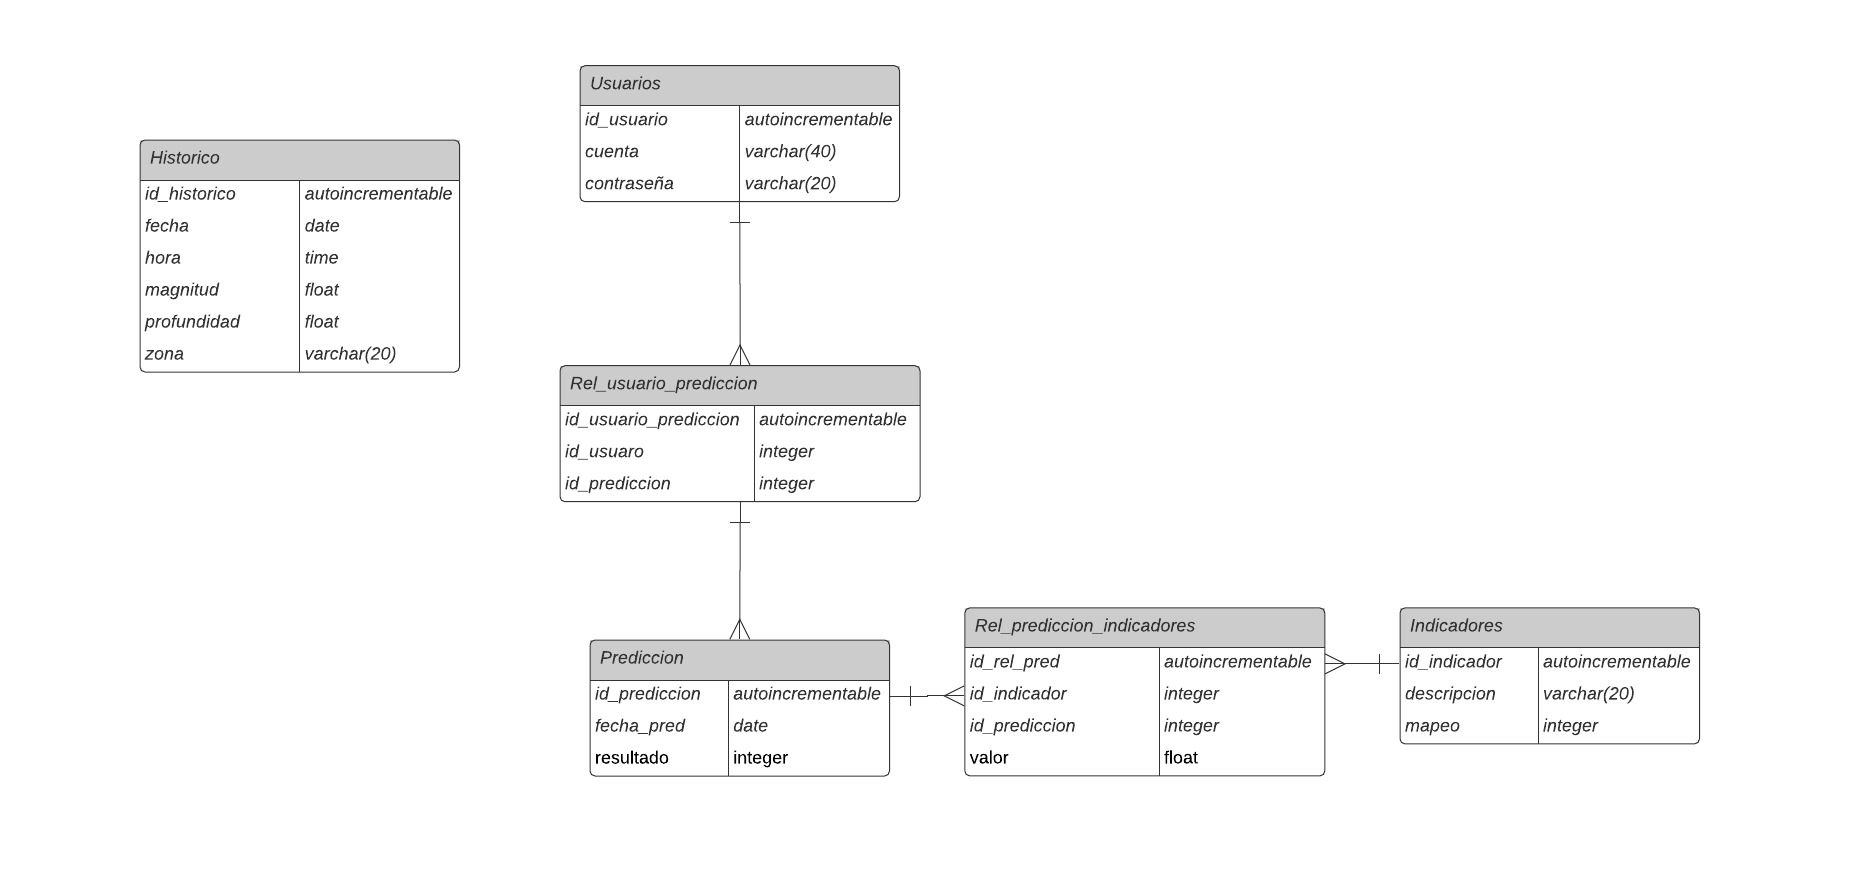 Usuarios
id_usuario autoincrementable
cuenta varchar(40)
contraseña varchar(20)
Historico
id_historico autoincrementable
fecha date
hora time
magnitud float
profundidad float
zona varchar(20)
Rel_usuario_prediccion
id_usuario_prediccion autoincrementable
id_usuaro integer
id_prediccion integer
Prediccion
id_prediccion autoincrementable
fecha_pred date
resultado integer
Rel_prediccion_indicadores
id_rel_pred autoincrementable
id_indicador integer
id_prediccion integer
valor float
Indicadores
id_indicador autoincrementable
descripcion varchar(20)
mapeo integer